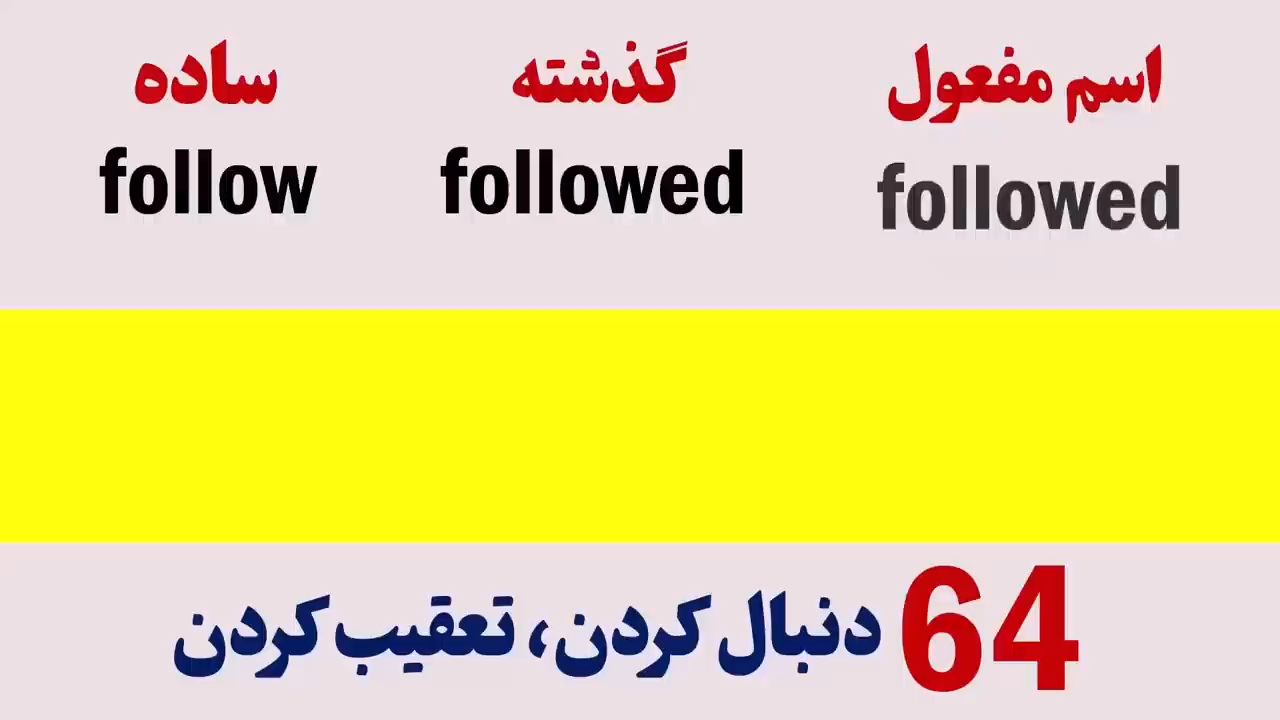 ساده گذشته اسم مفعول
follow followed followed
64 دنبال کردن، تعقیب کردن